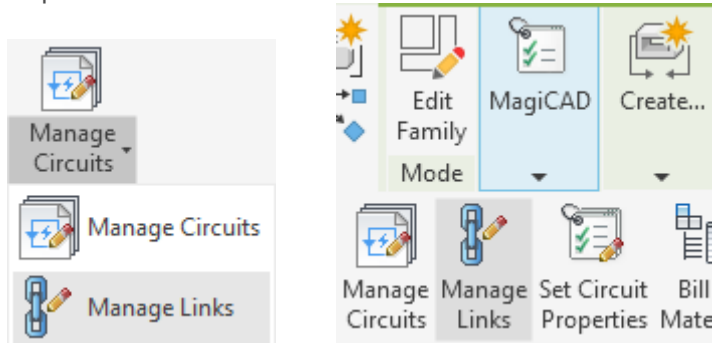 Manage
Circuits
Manage Circuits
Manage Links
Edit
Family
MagiCAD
Create...
Mode
Manage
Circuits
Manage
Links
Set Circuit
Properties
Bill